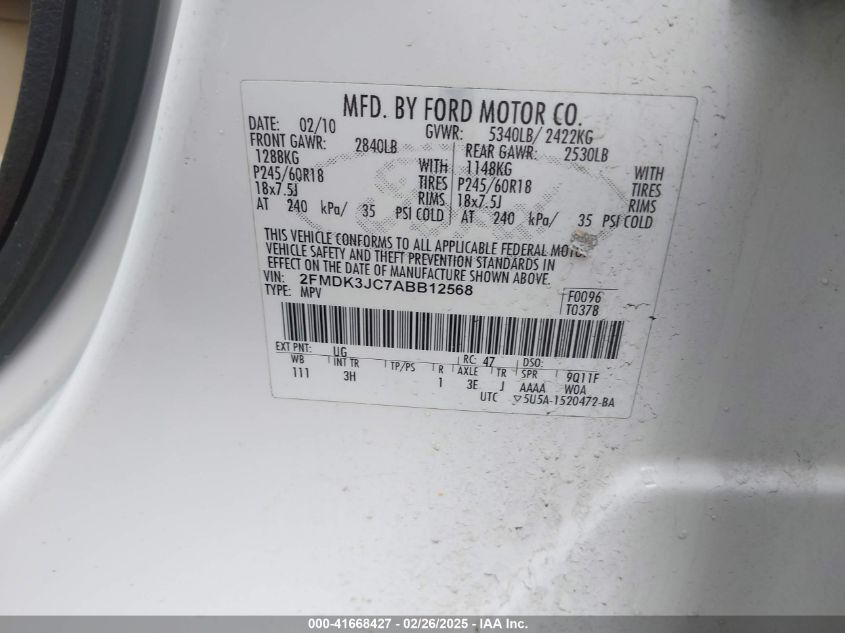 MFD. BY FORD MOTOR CO.
DATE: 02/10 GVWR: 5340LB/ 2422KG
FRONT GAWR: 2840LB REAR GAWR: 2530LB
1288KG WITH 1148KG WITH
P245/60R18 TIRES P245/60R18 TIRES
18x7.5J RIMS 18x7.5J RIMS
AT 240 kPa/ 35 PSI COLD AT 240 kPa/ 35 PSI COLD
THIS VEHICLE CONFORMS TO ALL APPLICABLE FEDERAL MOTOR
VEHICLE SAFETY AND THEFT PREVENTION STANDARDS IN
EFFECT ON THE DATE OF MANUFACTURE SHOWN ABOVE.
VIN: 2FMDK3JC7ABB12568
TYPE: MPV F0096
T0378
EXT PNT: UG RC: 47 DSO:
WB INT TR TP/PS R AXLE TR SPR 9Q11F
111 3H 1 3E J AAAA WOA
UTC ▽5U5A-1520472-BA
000-41668427 - 02/26/2025 - IAA Inc.